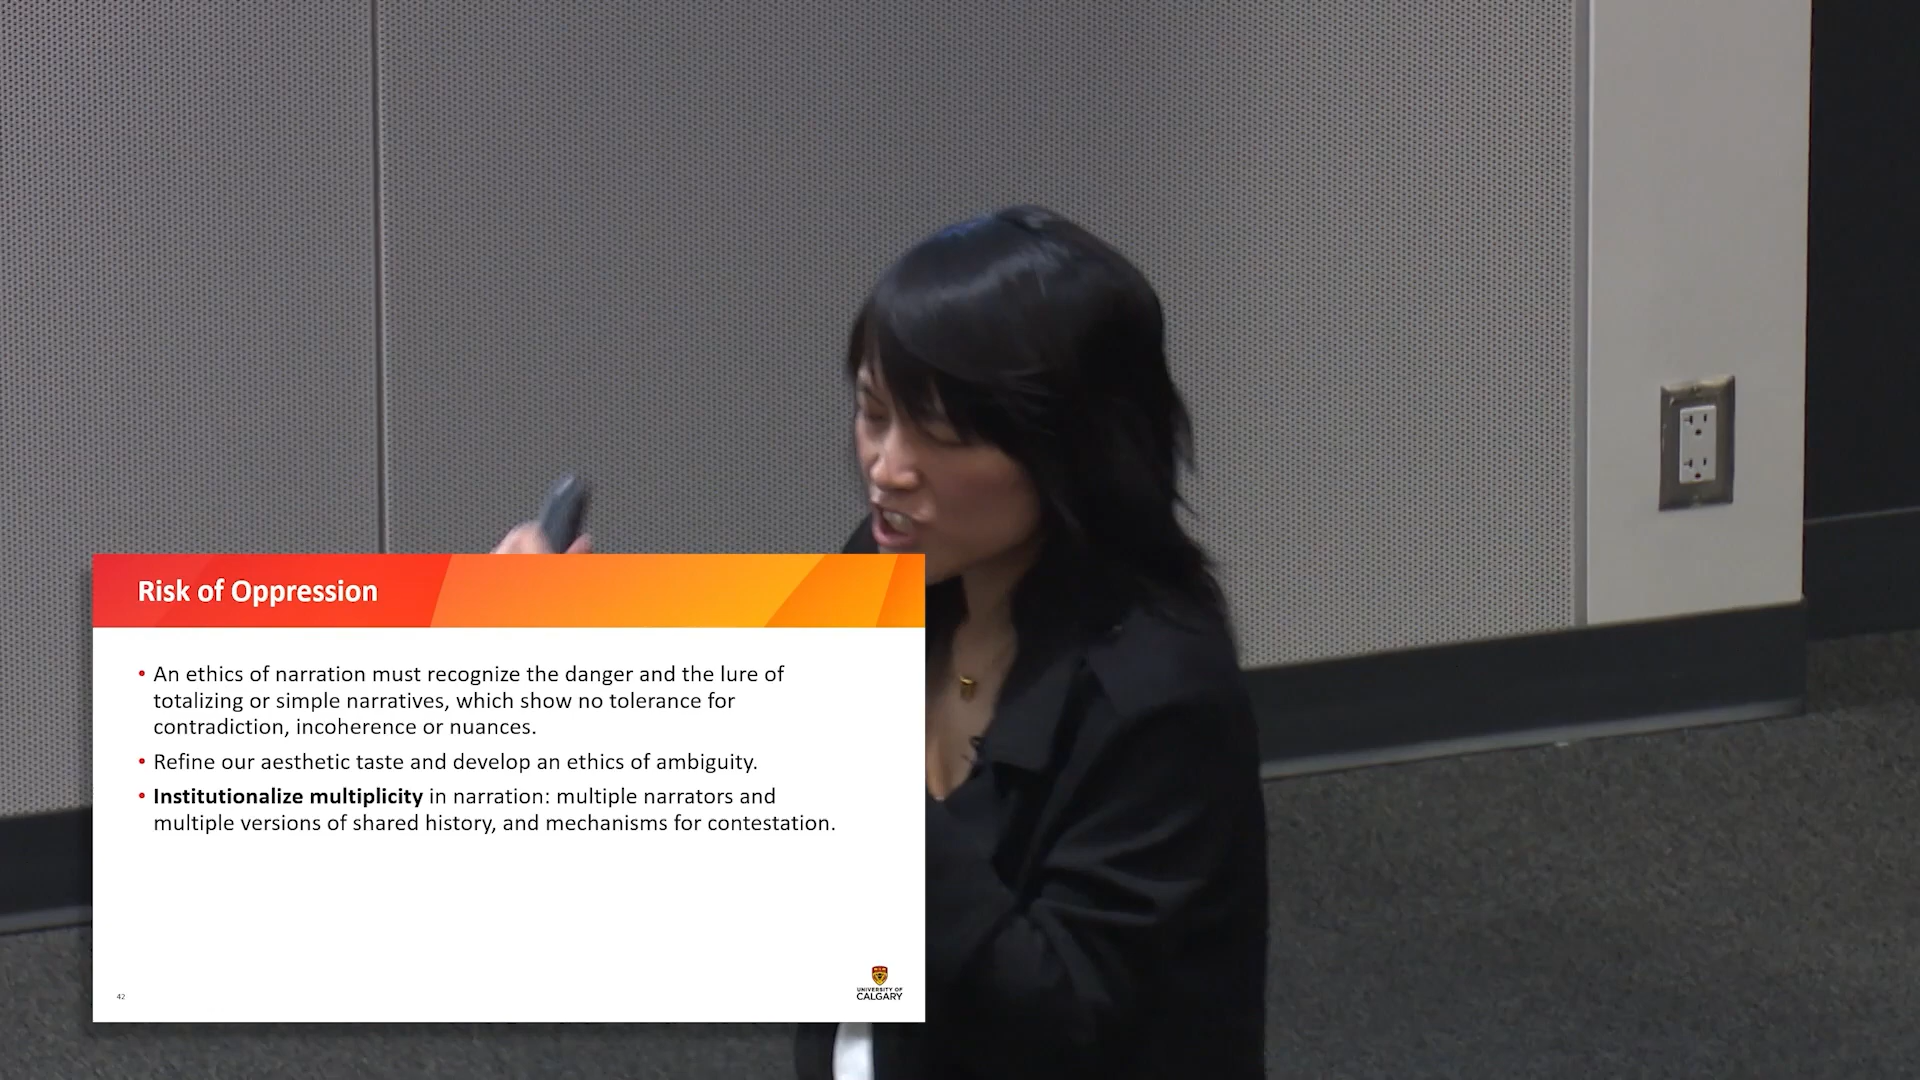 Risk of Oppression
• An ethics of narration must recognize the danger and the lure of
totalizing or simple narratives, which show no tolerance for
contradiction, incoherence or nuances.
• Refine our aesthetic taste and develop an ethics of ambiguity.
• Institutionalize multiplicity in narration: multiple narrators and
multiple versions of shared history, and mechanisms for contestation.
42
UNIVERSITY OF
CALGARY